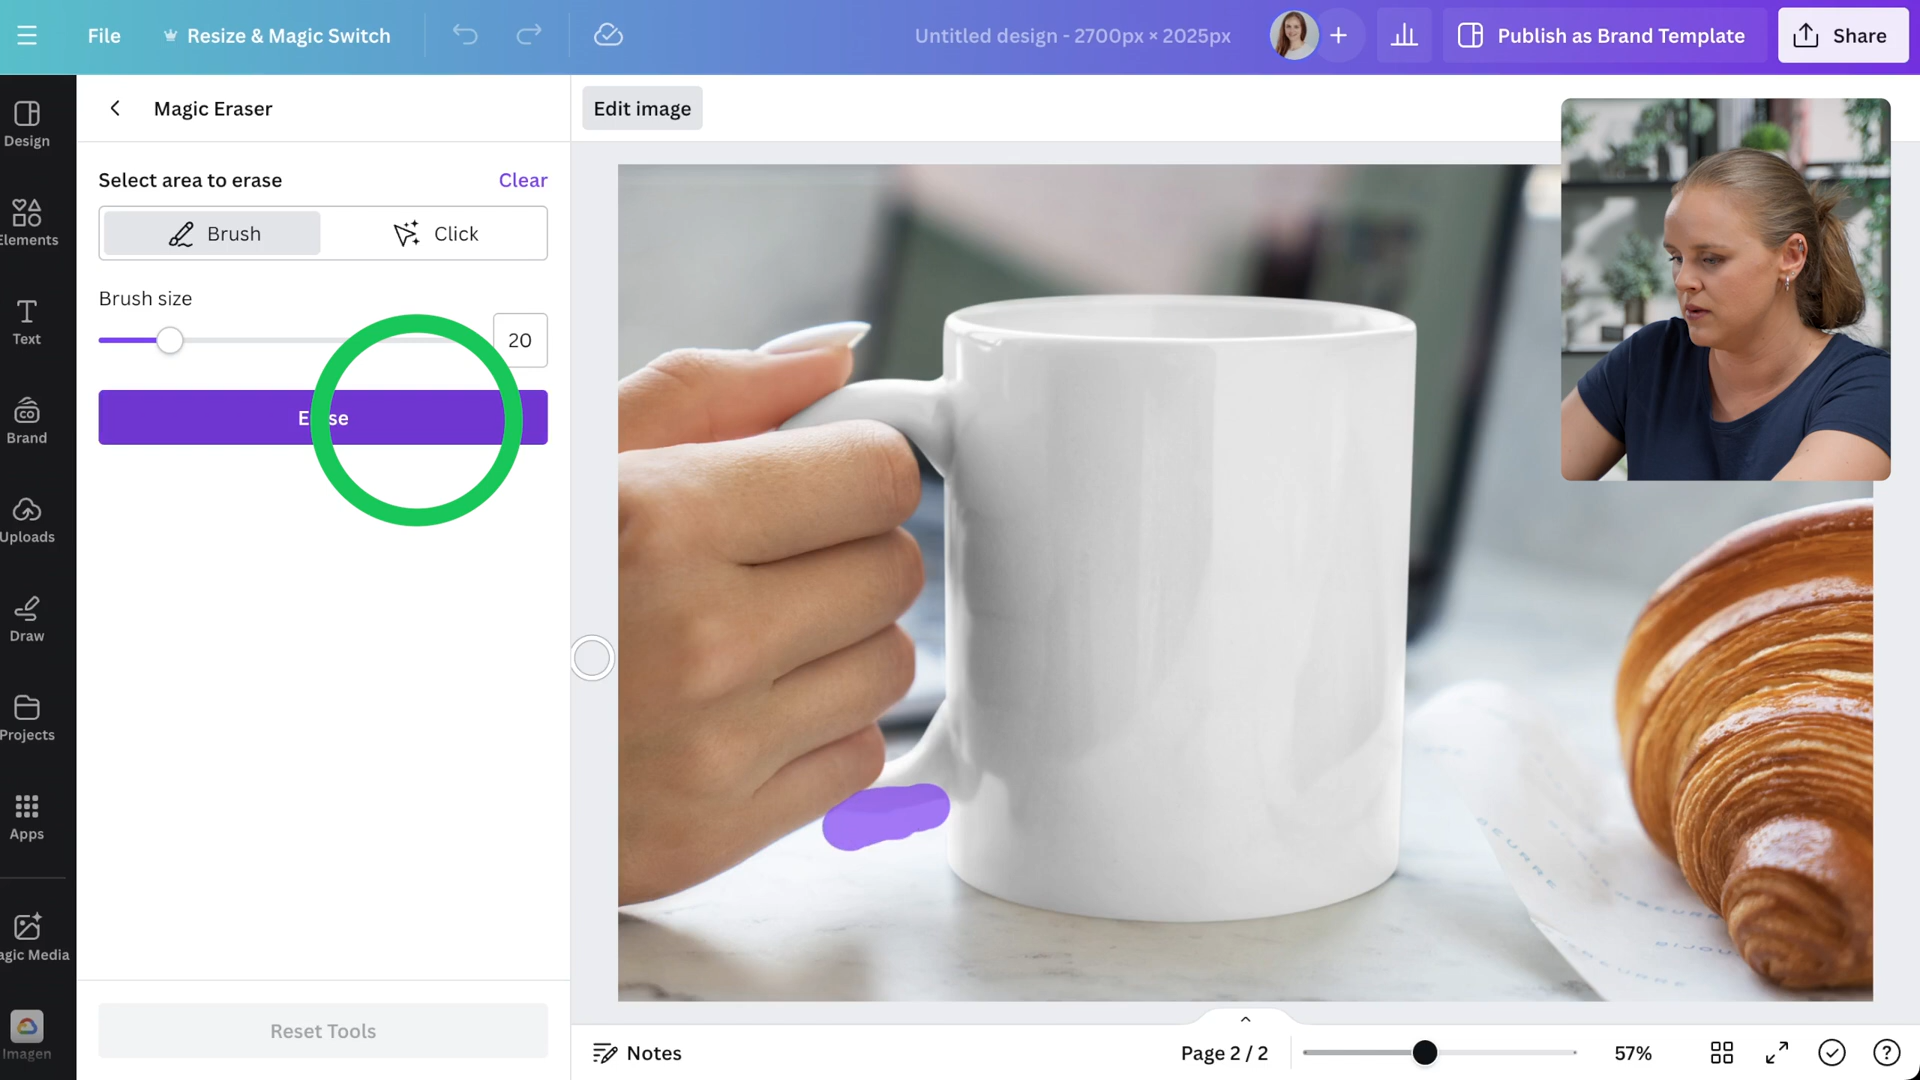 File
Resize & Magic Switch
Untitled design - 2700px × 2025px
Publish as Brand Template
Share
Design
Elements
Text
Brand
Uploads
Draw
Projects
Apps
agic Media
Imagen
Magic Eraser
Select area to erase
Clear
Brush
Click
Brush size
20
E se
Reset Tools
Edit image
BEURRE
Notes
Page 2 / 2
57%